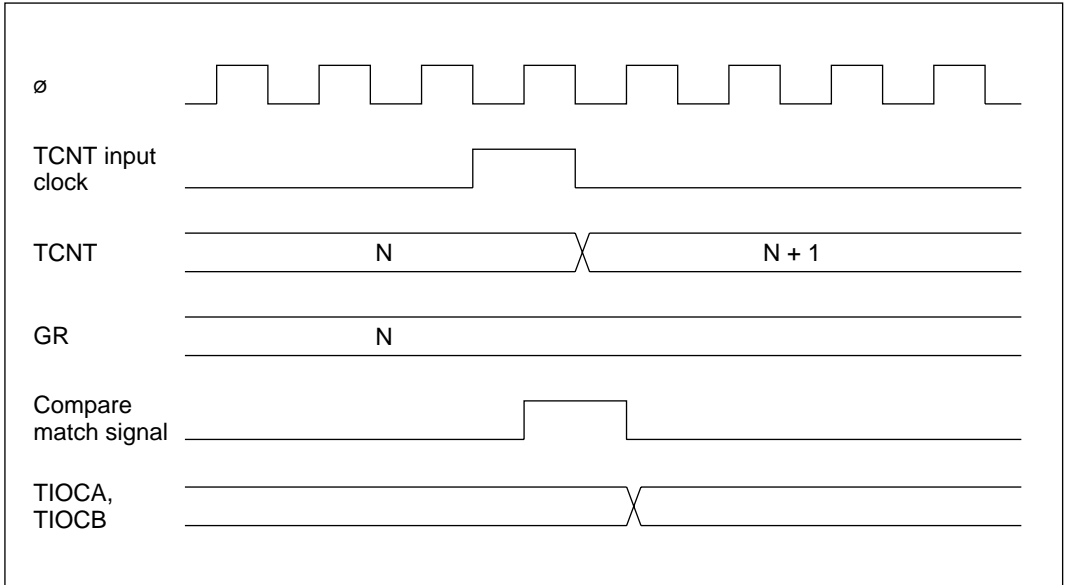 ø
TCNT input
clock
TCNT
N
N + 1
GR
N
Compare
match signal
TIOCA,
TIOCB